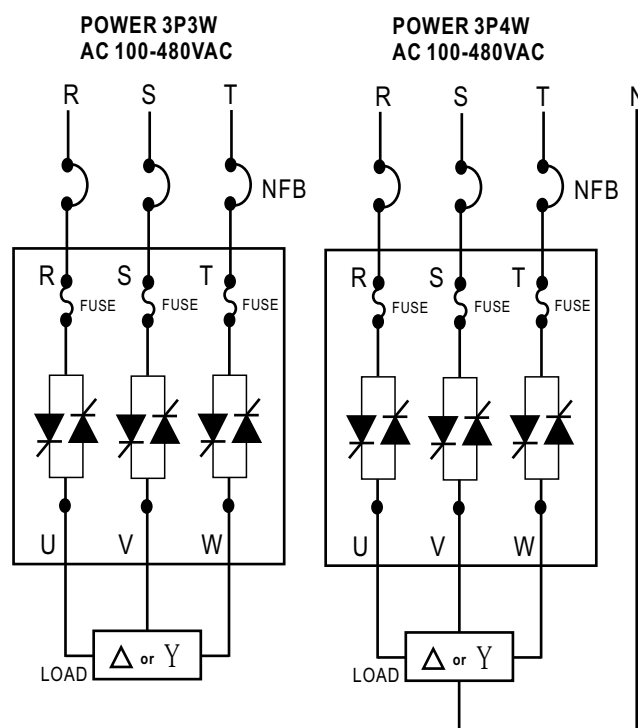 POWER 3P3W
AC 100-480VAC
R S T
NFB
R S T
FUSE FUSE FUSE
U V W
LOAD
Δ or Y
POWER 3P4W
AC 100-480VAC
R S T N
NFB
R S T
FUSE FUSE FUSE
U V W
LOAD
Δ or Y